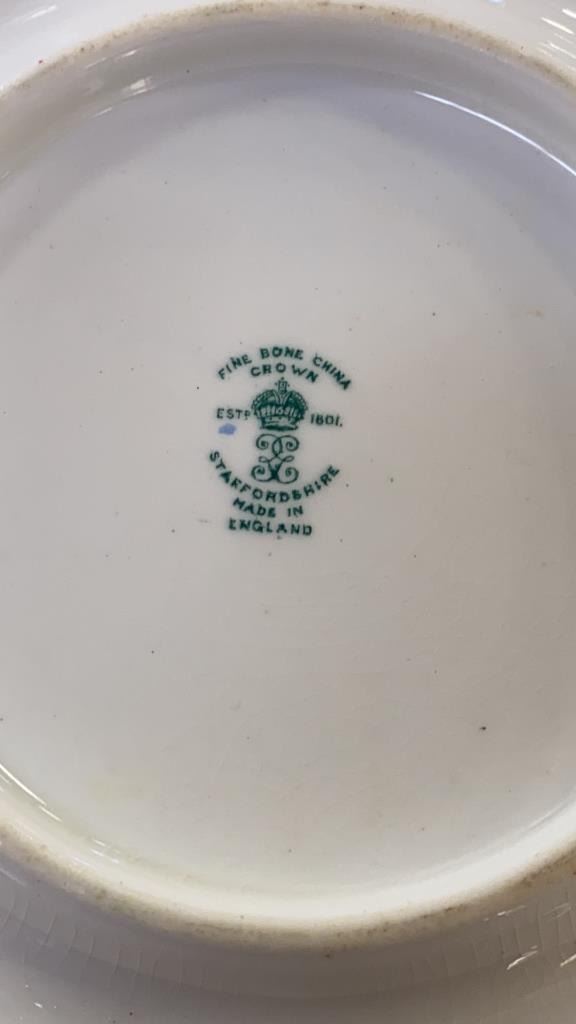 FINE BONE CHINA
CROWN
ESTD 1801.
STAFFORDSHIRE
MADE IN
ENGLAND